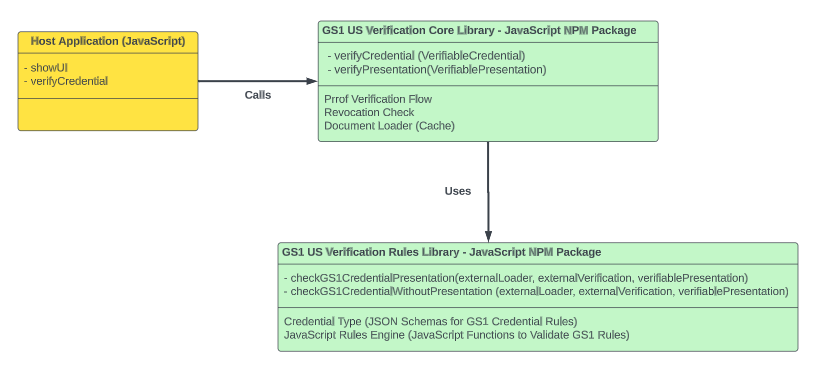 Host Application (JavaScript)
- showUI
- verifyCredential
Calls
GS1 US Verification Core Library - JavaScript NPM Package
- verifyCredential (VerifiableCredential)
- verifyPresentation(VerifiablePresentation)
Prrof Verification Flow
Revocation Check
Document Loader (Cache)
Uses
GS1 US Verification Rules Library - JavaScript NPM Package
- checkGS1CredentialPresentation(externalLoader, externalVerification, verifiablePresentation)
- checkGS1CredentialWithoutPresentation (externalLoader, externalVerification, verifiablePresentation)
Credential Type (JSON Schemas for GS1 Credential Rules)
JavaScript Rules Engine (JavaScript Functions to Validate GS1 Rules)